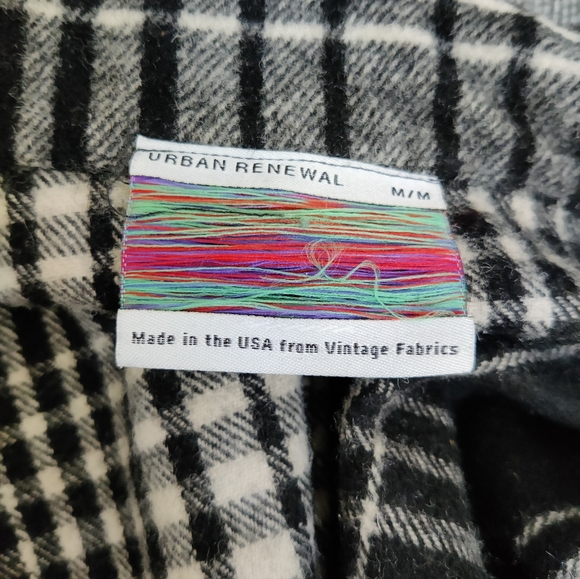 URBAN RENEWAL
M/M
Made in the USA from Vintage Fabrics